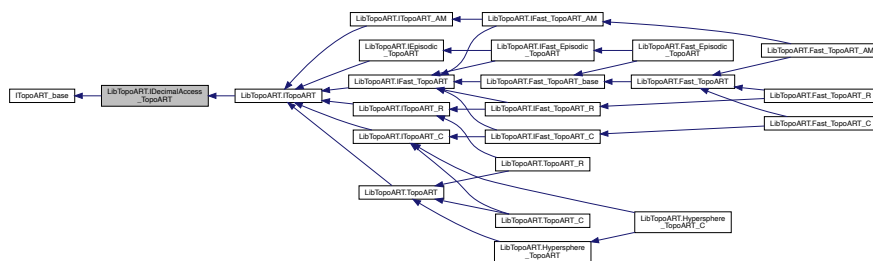 ITopoART_base
LibTopoART.IDecimalAccess
_TopoART
LibTopoART.ITopoART
LibTopoART.ITopoART_AM
LibTopoART.IEpisodic
_TopoART
LibTopoART.IFast_TopoART
LibTopoART.ITopoART_R
LibTopoART.ITopoART_C
LibTopoART.TopoART
LibTopoART.IFast_TopoART_AM
LibTopoART.IFast_Episodic
_TopoART
LibTopoART.Fast_TopoART_base
LibTopoART.IFast_TopoART_R
LibTopoART.IFast_TopoART_C
LibTopoART.TopoART_R
LibTopoART.TopoART_C
LibTopoART.Hypersphere
_TopoART
LibTopoART.Fast_Episodic
_TopoART
LibTopoART.Fast_TopoART
LibTopoART.Hypersphere
_TopoART_C
LibTopoART.Fast_TopoART_AM
LibTopoART.Fast_TopoART_R
LibTopoART.Fast_TopoART_C